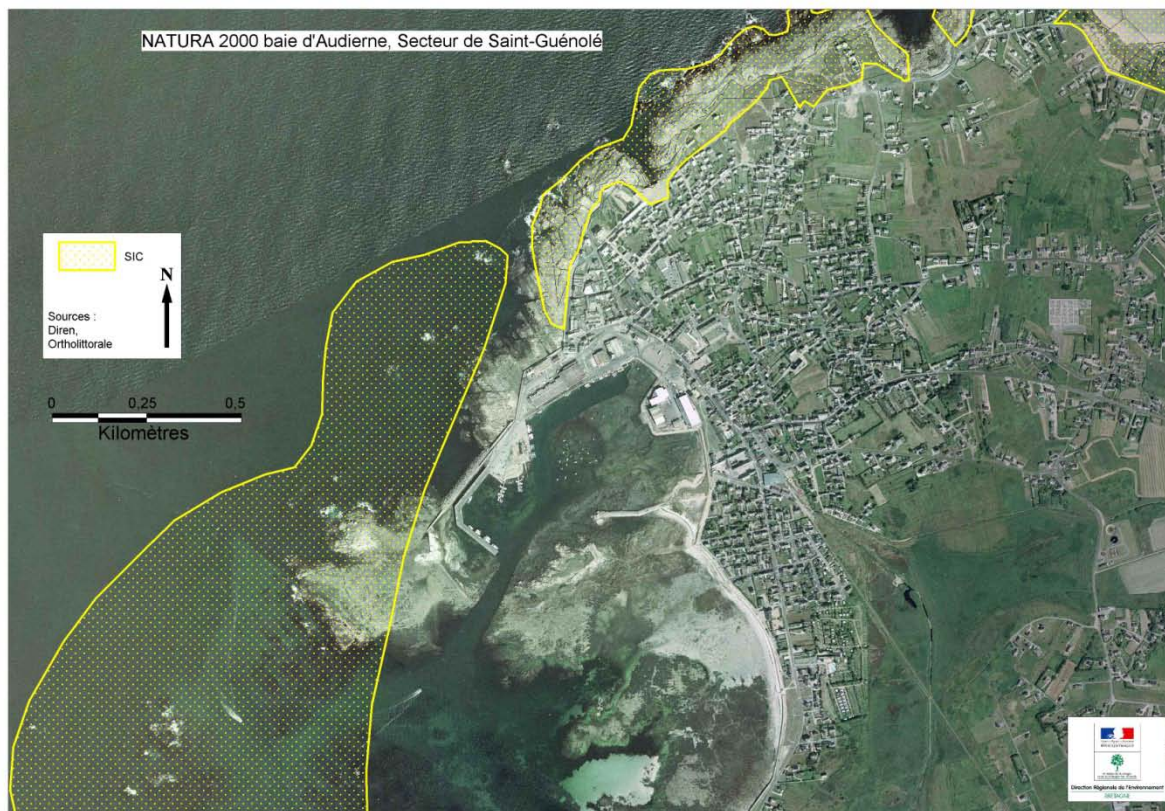 NATURA 2000 baie d'Audierne, Secteur de Saint-Guénolé
SIC
N
Sources :
Diren,
Ortholittorale
0 0,25 0,5
Kilomètres
Direction Régionale de l'Environnement
BRETAGNE